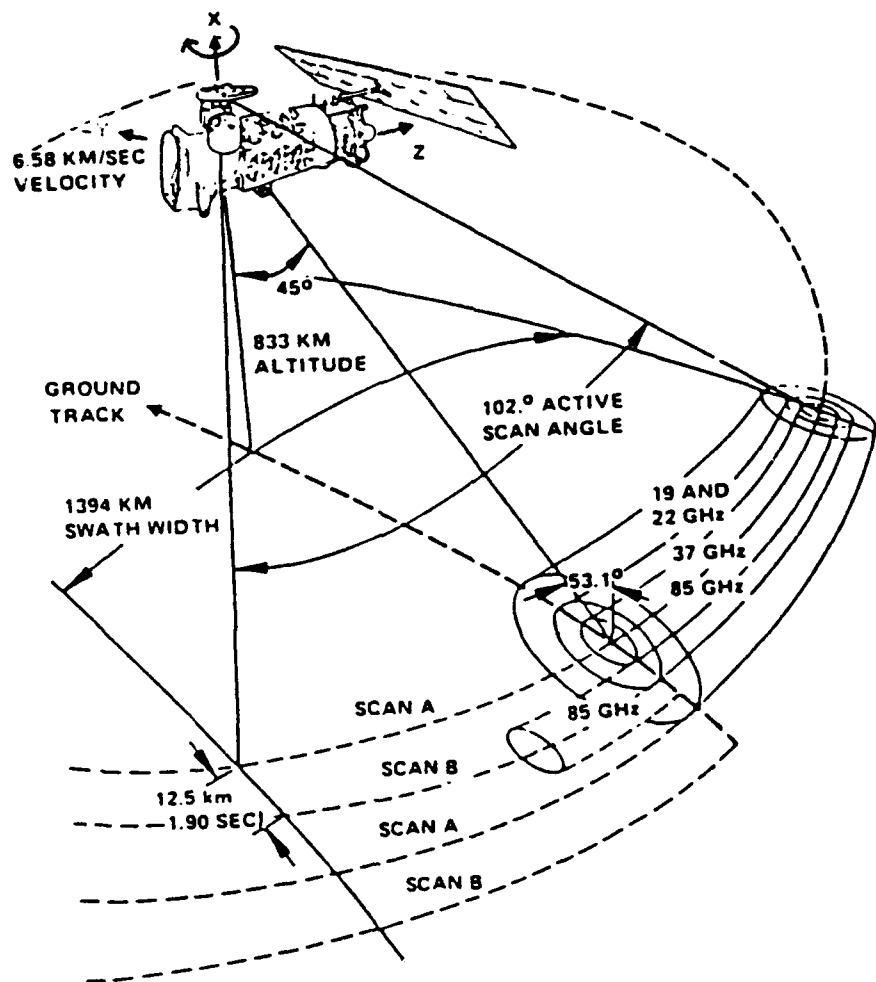 X
6.58 KM/SEC
VELOCITY
Z
45°
833 KM
ALTITUDE
GROUND
TRACK
102.° ACTIVE
SCAN ANGLE
1394 KM
SWATH WIDTH
19 AND
22 GHz
37 GHz
53.1°
85 GHz
SCAN A
85 GHz
SCAN B
12.5 km
1.90 SEC
SCAN A
SCAN B